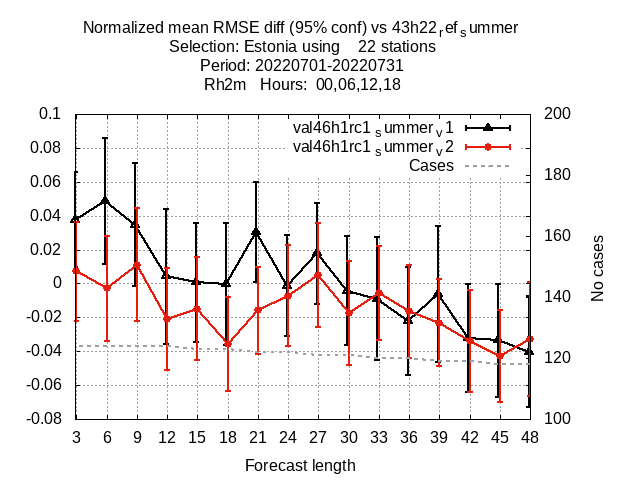 Normalized mean RMSE diff (95% conf) vs 43h22refsummer
Selection: Estonia using 22 stations
Period: 20220701-20220731
Rh2m Hours: 00,06,12,18
0.1 200
val46h1rc1summerv1
0.08
val46h1rc1summerv2
Cases
0.06 180
0.04
0.02 160
0 140
-0.02
-0.04 120
-0.06
-0.08 100
No cases
3 6 9 12 15 18 21 24 27 30 33 36 39 42 45 48
Forecast length